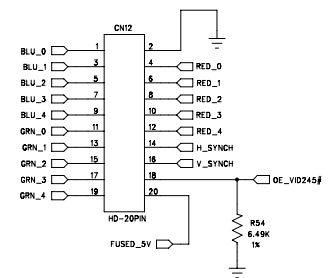 CN12
BLU_0 1 2
BLU_1 3 4 RED_0
BLU_2 5 6 RED_1
BLU_3 7 8 RED_2
BLU_4 9 10 RED_3
GRN_0 11 12 RED_4
GRN_1 13 14 H_SYNCH
GRN_2 15 16 V_SYNCH
GRN_3 17 18 OE_VID245#
GRN_4 19 20
HD-20PIN
R54
6.49K
1%
FUSED_5V